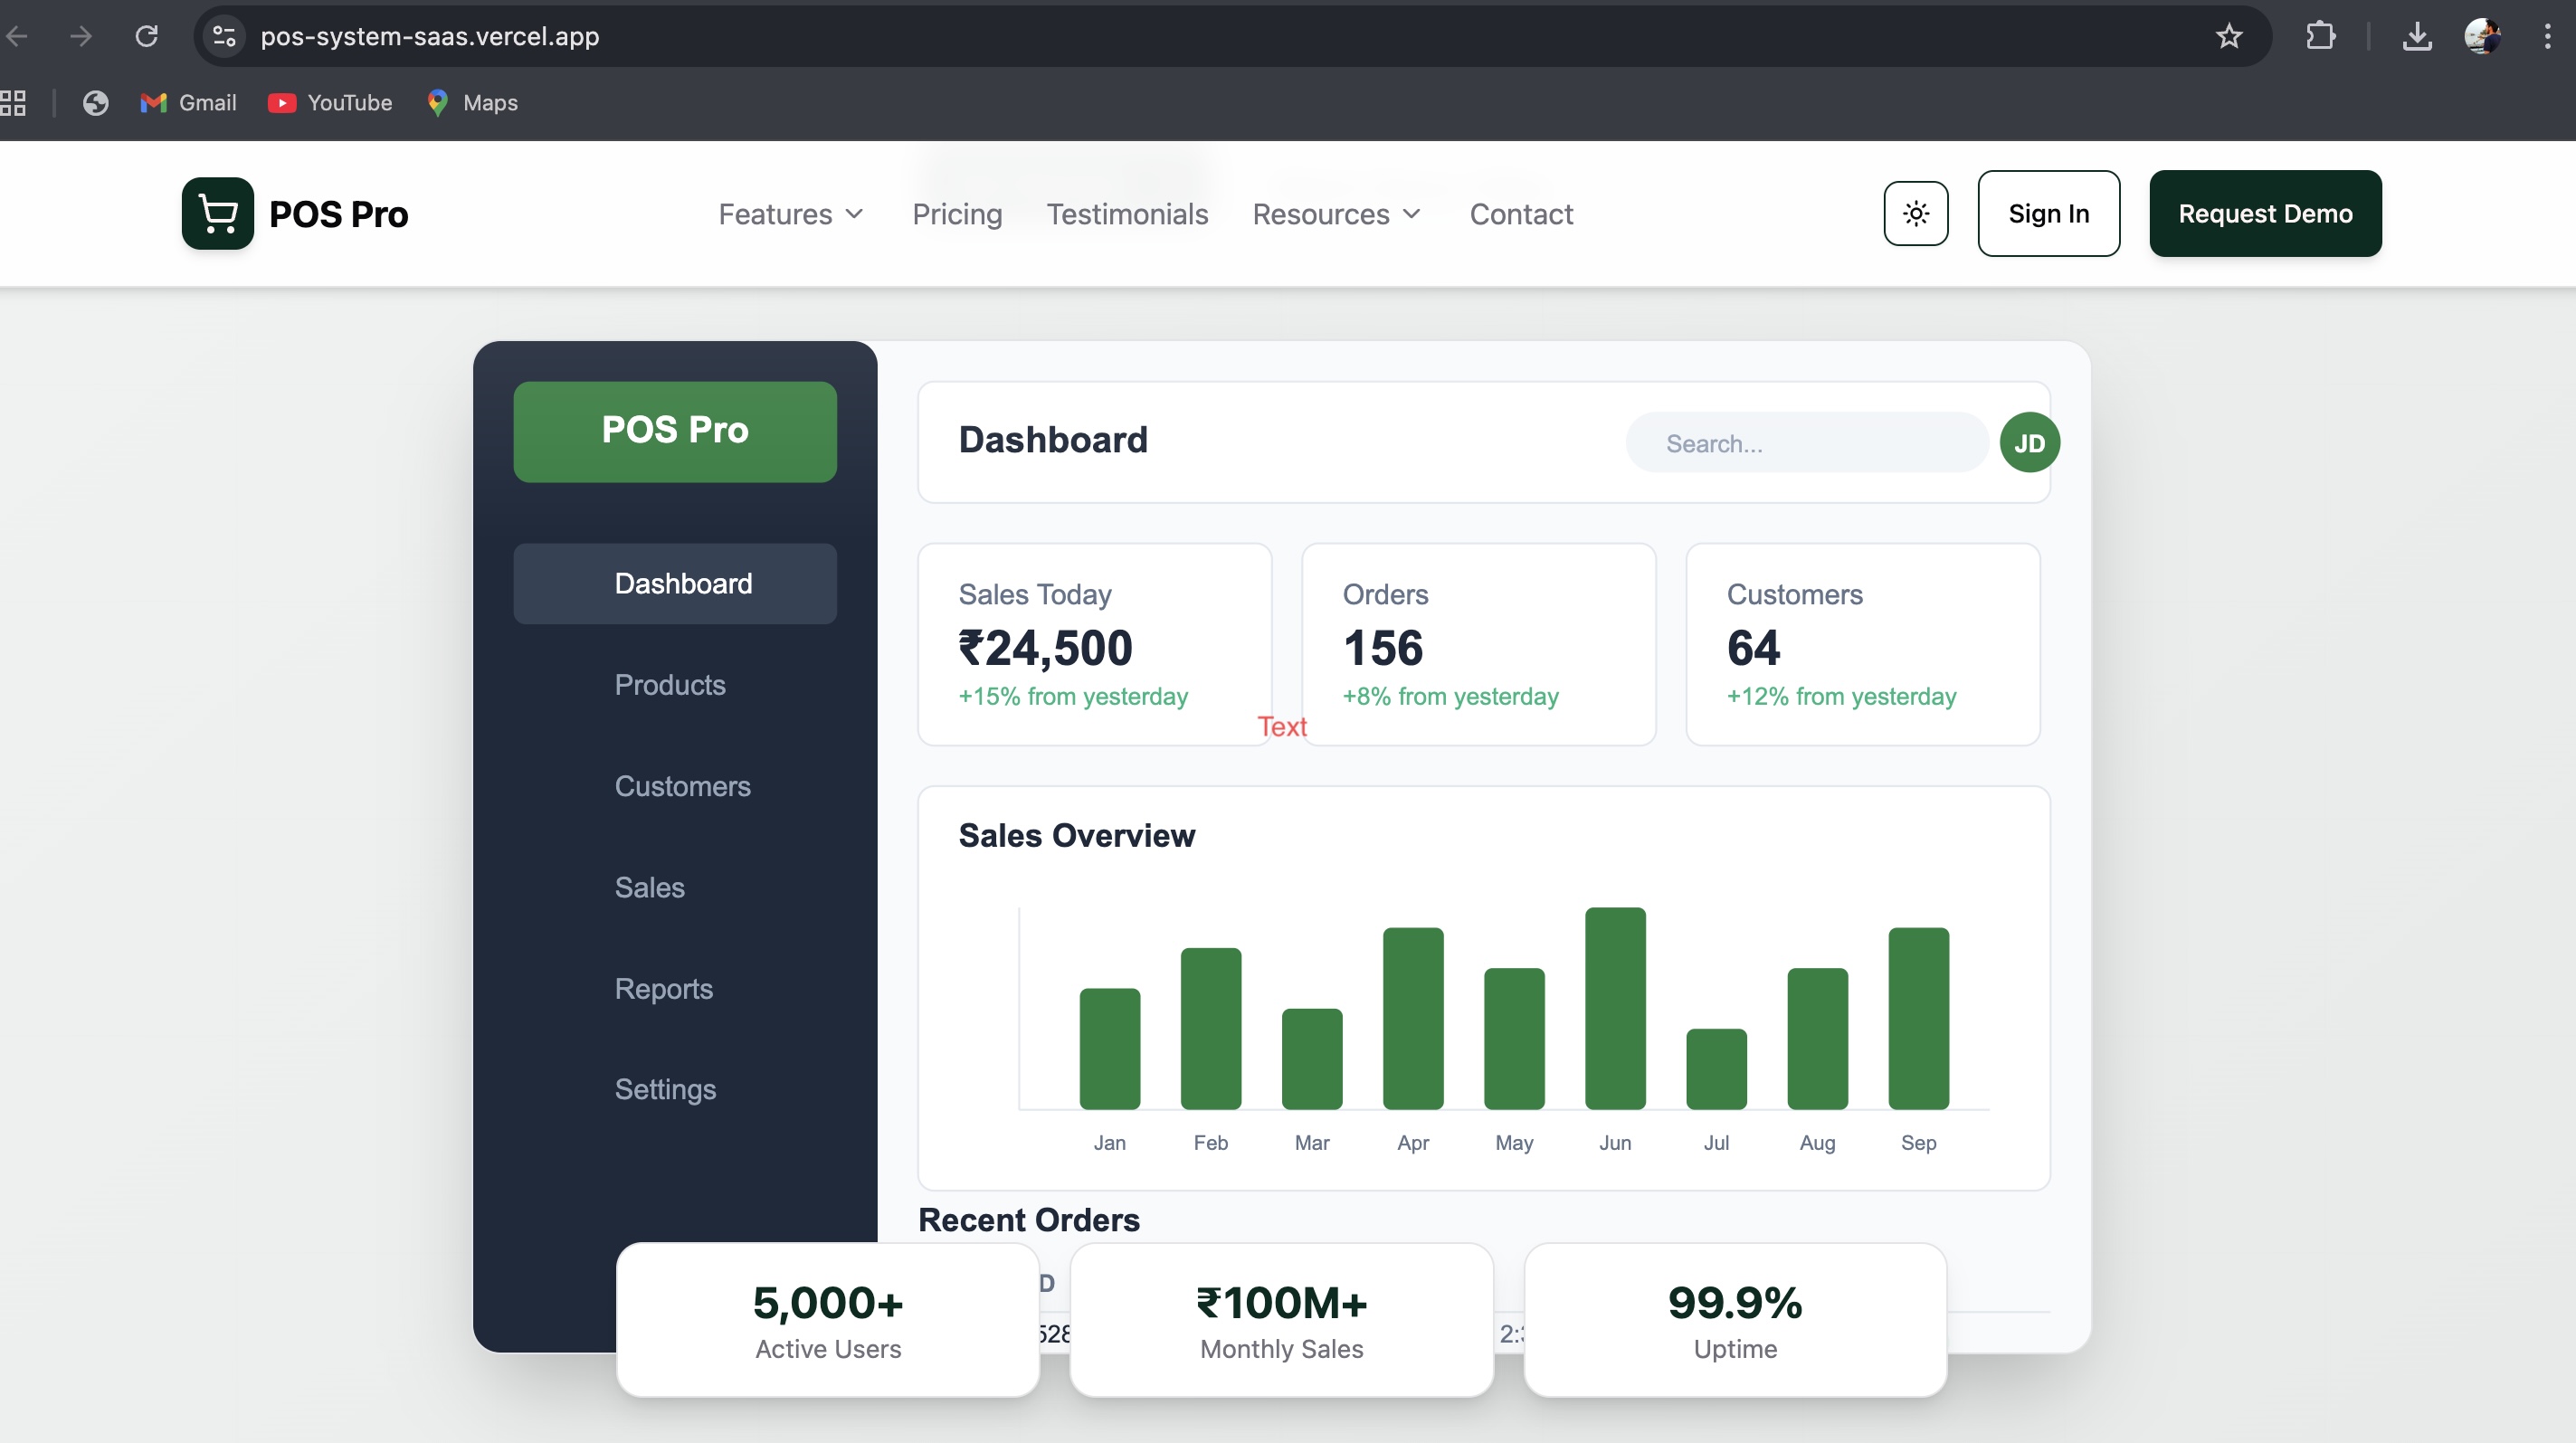 pos-system-saas.vercel.app
Gmail YouTube Maps
POS Pro
Features Pricing Testimonials Resources Contact
Sign In
Request Demo
POS Pro
Dashboard
Products
Customers
Sales
Reports
Settings
Dashboard
Search...
JD
Sales Today
₹24,500
+15% from yesterday
Orders
156
+8% from yesterday
Customers
64
+12% from yesterday
Text
Sales Overview
Jan Feb Mar Apr May Jun Jul Aug Sep
Recent Orders
D
528
5,000+
Active Users
₹100M+
Monthly Sales
99.9%
Uptime